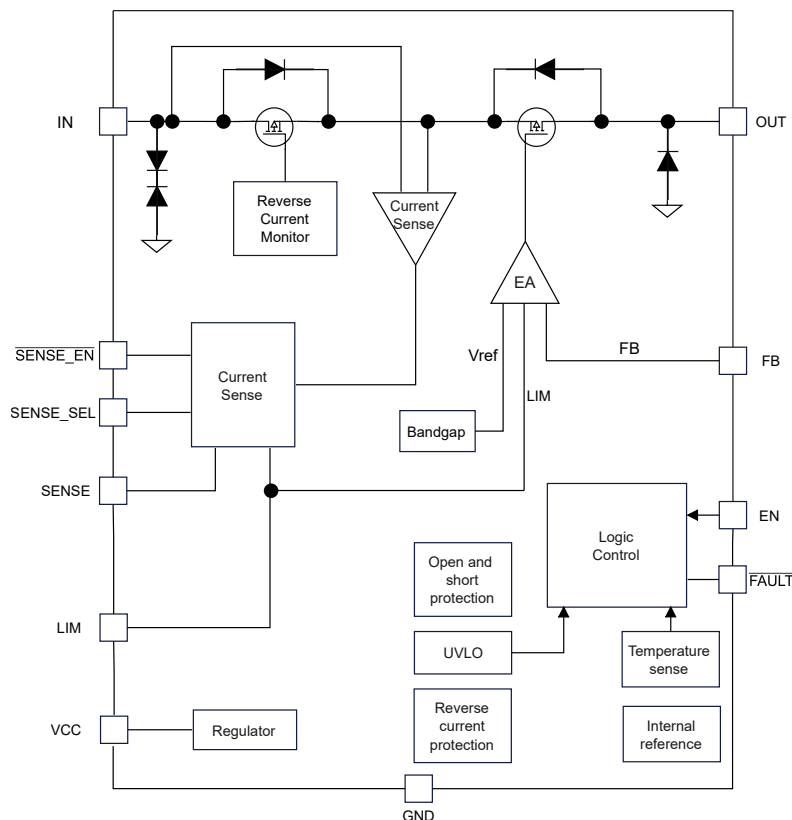 IN
OUT
Reverse
Current
Monitor
Current
Sense
EA
SENSE_EN
SENSE_SEL
Current
Sense
Vref
FB
FB
LIM
Bandgap
SENSE
EN
Logic
Control
Open and
short
protection
FAULT
LIM
UVLO
Temperature
sense
VCC
Regulator
Reverse
current
protection
Internal
reference
GND